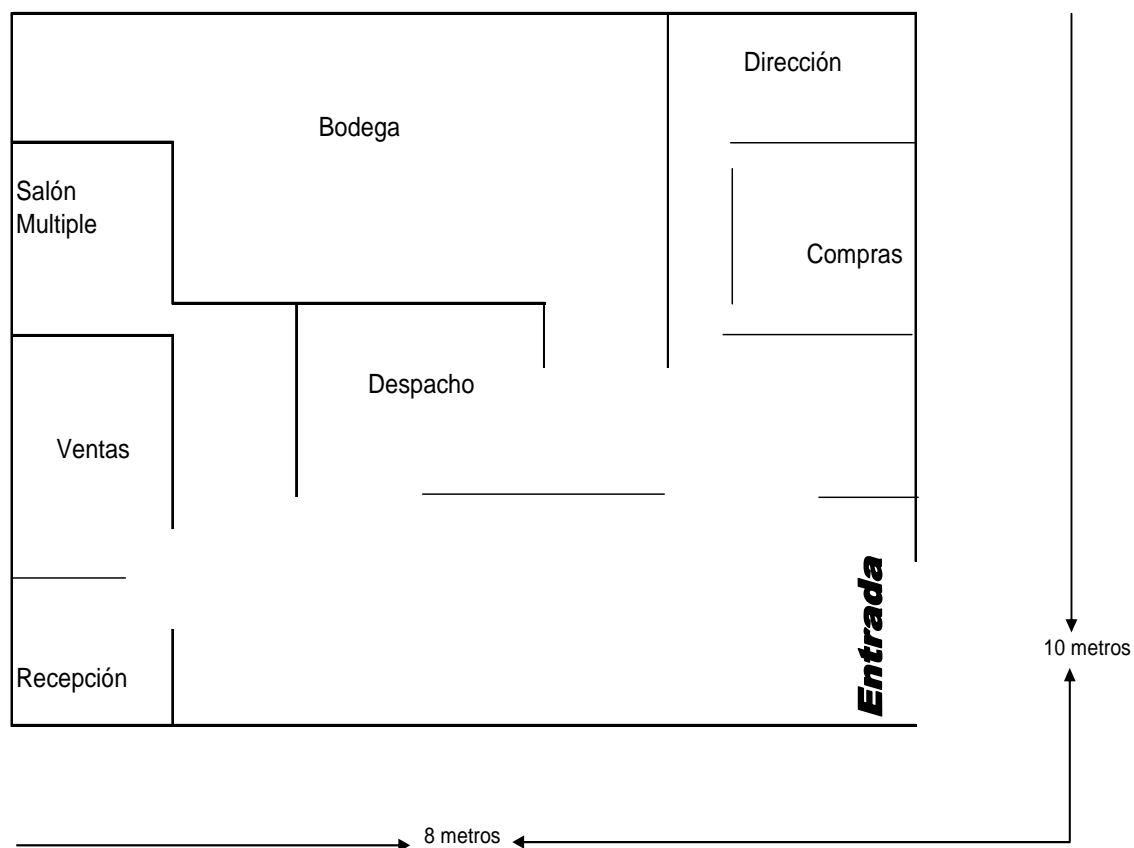 Dirección
Bodega
Salón
Multiple
Compras
Despacho
Ventas
Entrada
10 metros
Recepción
8 metros